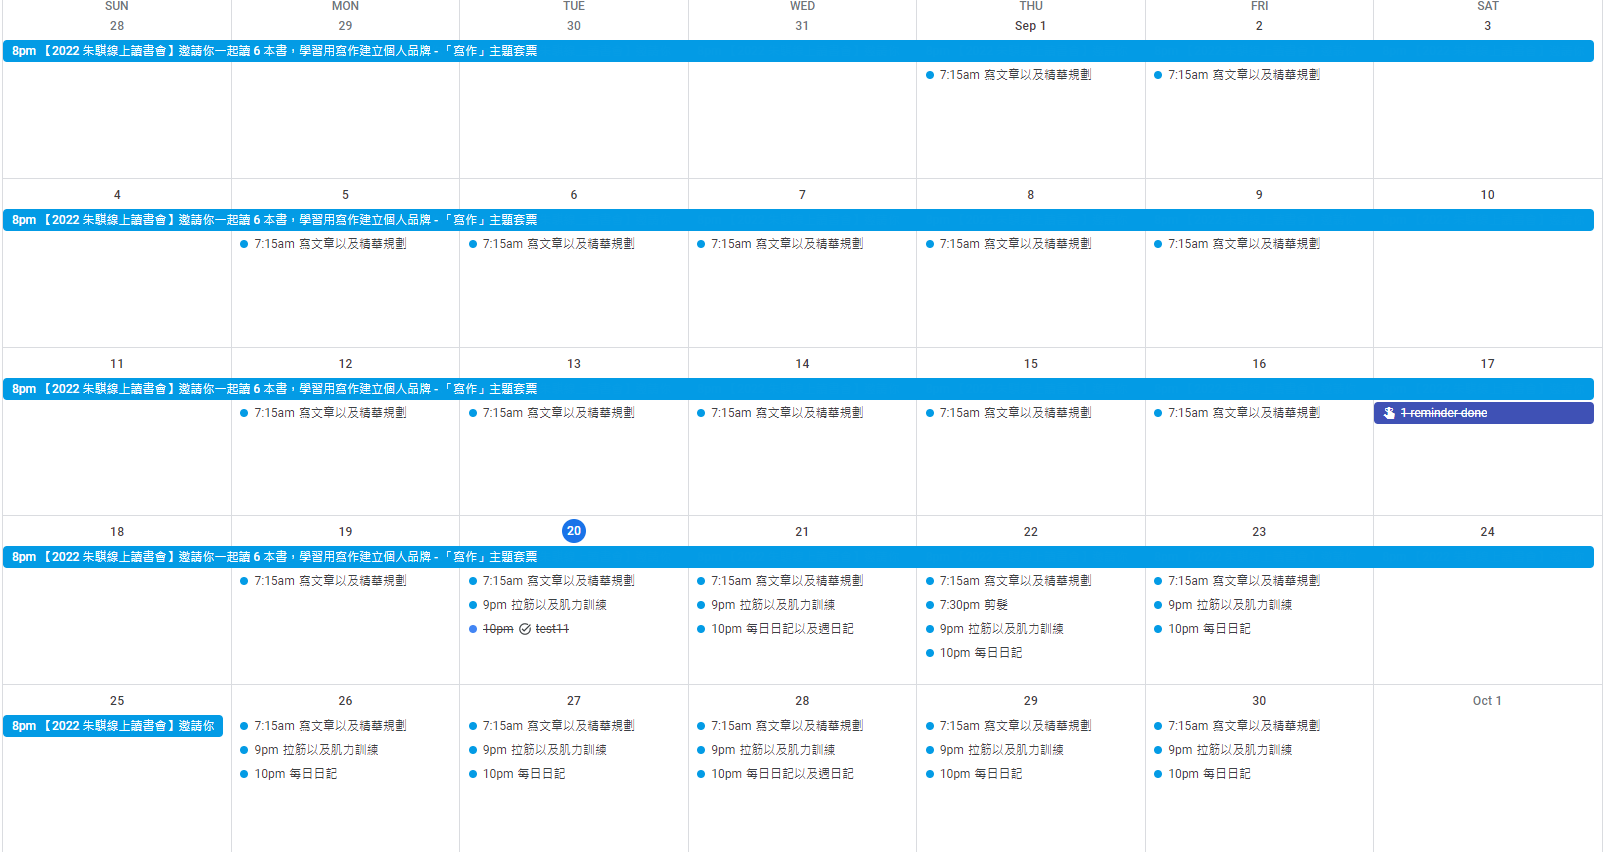 SUN MON TUE WED THU FRI SAT
28 29 30 31 Sep 1 2 3
8pm 【2022 朱騏線上讀書會】邀請你一起讀 6 本書，學習用寫作建立個人品牌 - 「寫作」主題套票
7:15am 寫文章以及精華規劃 7:15am 寫文章以及精華規劃
4 5 6 7 8 9 10
8pm 【2022 朱騏線上讀書會】邀請你一起讀 6 本書，學習用寫作建立個人品牌 - 「寫作」主題套票
7:15am 寫文章以及精華規劃 7:15am 寫文章以及精華規劃 7:15am 寫文章以及精華規劃 7:15am 寫文章以及精華規劃 7:15am 寫文章以及精華規劃
11 12 13 14 15 16 17
8pm 【2022 朱騏線上讀書會】邀請你一起讀 6 本書，學習用寫作建立個人品牌 - 「寫作」主題套票
7:15am 寫文章以及精華規劃 7:15am 寫文章以及精華規劃 7:15am 寫文章以及精華規劃 7:15am 寫文章以及精華規劃 7:15am 寫文章以及精華規劃 1 reminder done
18 19 20 21 22 23 24
8pm 【2022 朱騏線上讀書會】邀請你一起讀 6 本書，學習用寫作建立個人品牌 - 「寫作」主題套票
7:15am 寫文章以及精華規劃 7:15am 寫文章以及精華規劃 7:15am 寫文章以及精華規劃 7:15am 寫文章以及精華規劃 7:15am 寫文章以及精華規劃
9pm 拉筋以及肌力訓練 9pm 拉筋以及肌力訓練 7:30pm 剪髮 9pm 拉筋以及肌力訓練
10pm test11 10pm 每日日記以及週日記 9pm 拉筋以及肌力訓練 10pm 每日日記
10pm 每日日記
25 26 27 28 29 30 Oct 1
8pm 【2022 朱騏線上讀書會】邀請你 7:15am 寫文章以及精華規劃 7:15am 寫文章以及精華規劃 7:15am 寫文章以及精華規劃 7:15am 寫文章以及精華規劃 7:15am 寫文章以及精華規劃
9pm 拉筋以及肌力訓練 9pm 拉筋以及肌力訓練 9pm 拉筋以及肌力訓練 9pm 拉筋以及肌力訓練 9pm 拉筋以及肌力訓練
10pm 每日日記 10pm 每日日記 10pm 每日日記以及週日記 10pm 每日日記 10pm 每日日記